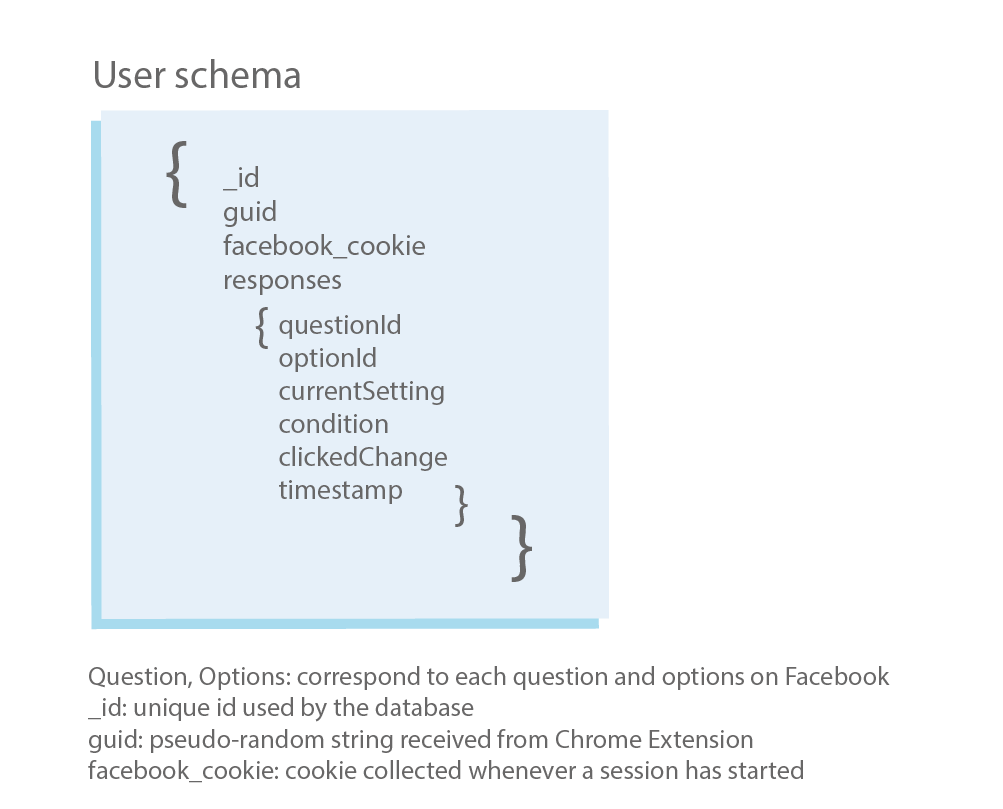 User schema
{
_id
guid
facebook_cookie
responses
{ questionId
optionId
currentSetting
condition
clickedChange
timestamp }
}
Question, Options: correspond to each question and options on Facebook
_id: unique id used by the database
guid: pseudo-random string received from Chrome Extension
facebook_cookie: cookie collected whenever a session has started